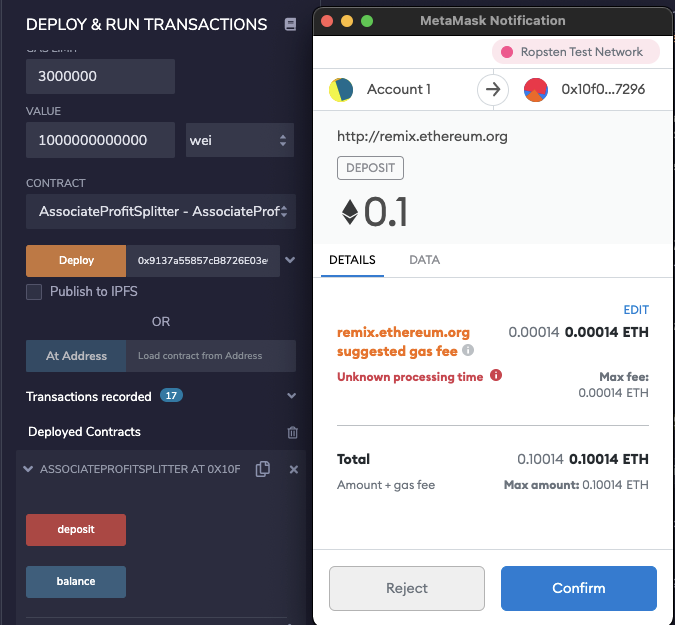 DEPLOY & RUN TRANSACTIONS
GAS LIMIT
3000000
VALUE
1000000000000
wei
CONTRACT
AssociateProfitSplitter - AssociateProf
Deploy
0x9137a55857cB8726E03e
Publish to IPFS
OR
At Address
Load contract from Address
Transactions recorded
17
Deployed Contracts
ASSOCIATEPROFITSPLITTER AT 0X10F
deposit
balance
MetaMask Notification
Ropsten Test Network
Account 1
0x10f0...7296
http://remix.ethereum.org
DEPOSIT
0.1
DETAILS
DATA
EDIT
remix.ethereum.org
suggested gas fee
0.00014 0.00014 ETH
Unknown processing time
Max fee:
0.00014 ETH
Total
0.10014 0.10014 ETH
Amount + gas fee
Max amount: 0.10014 ETH
Reject
Confirm